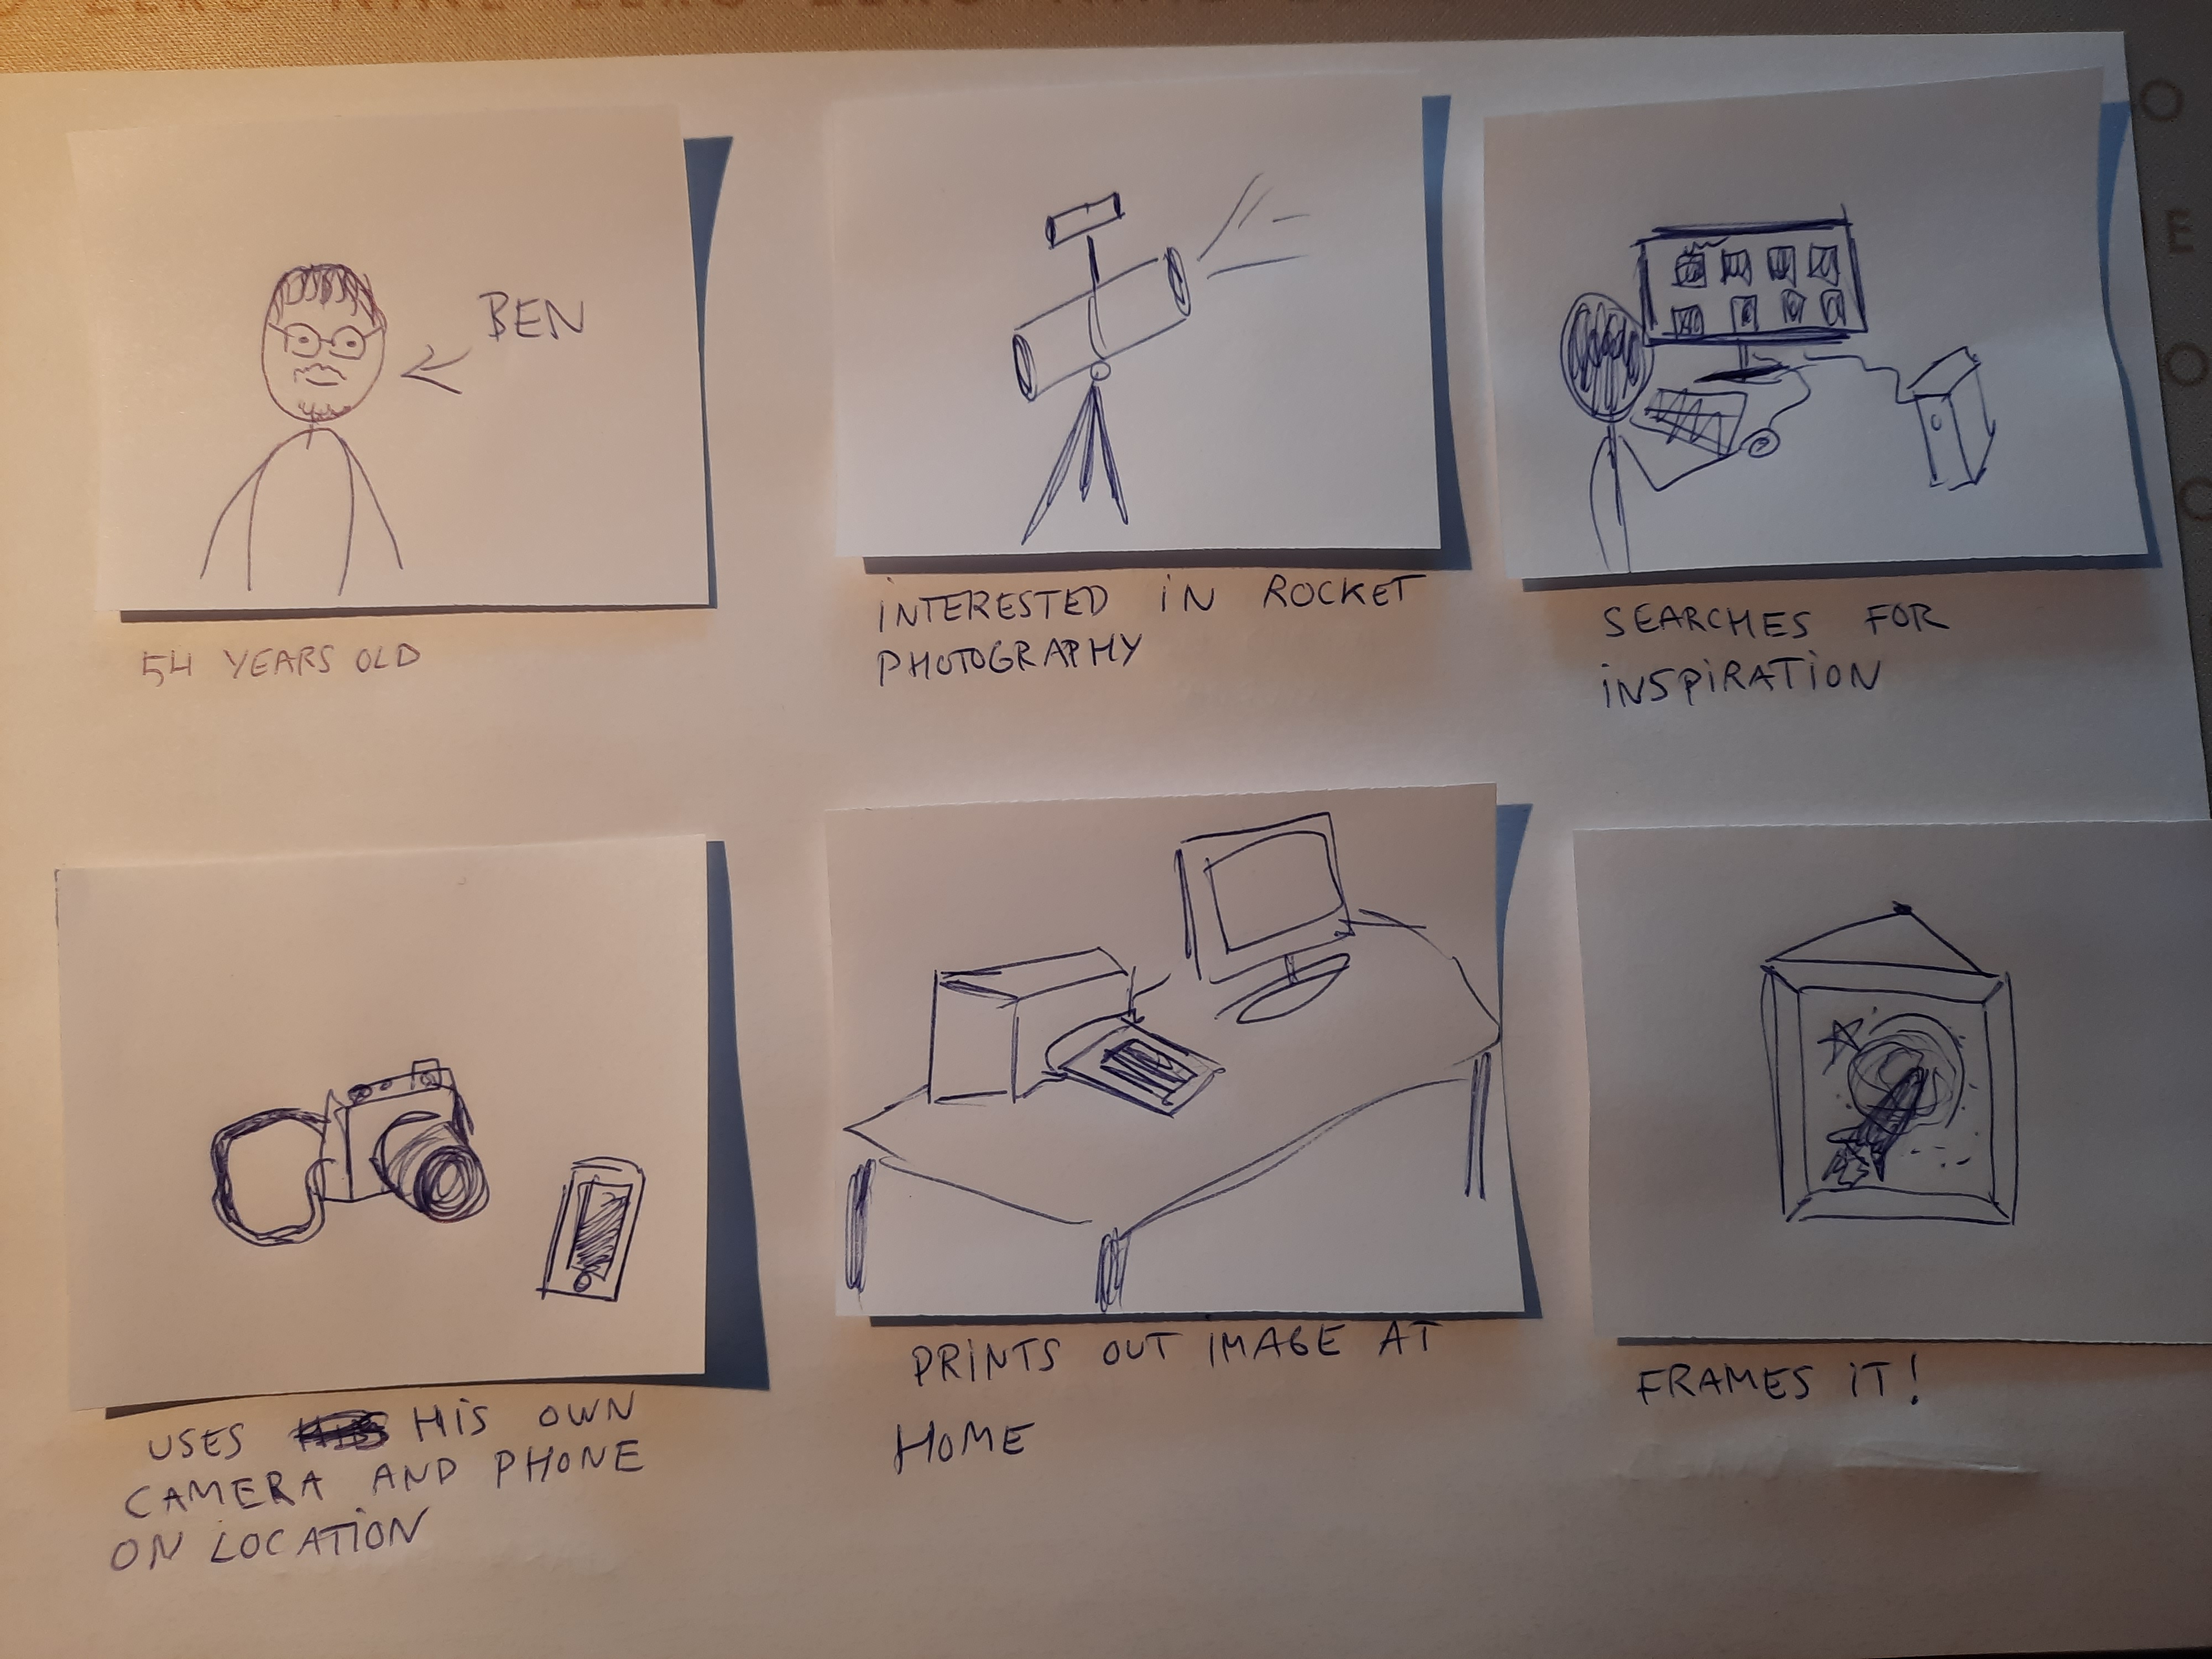 BEN
54 YEARS OLD
INTERESTED IN ROCKET
PHOTOGRAPHY
SEARCHES FOR
INSPIRATION
USES HIS OWN
CAMERA AND PHONE
ON LOCATION
PRINTS OUT IMAGE AT
HOME
FRAMES IT!